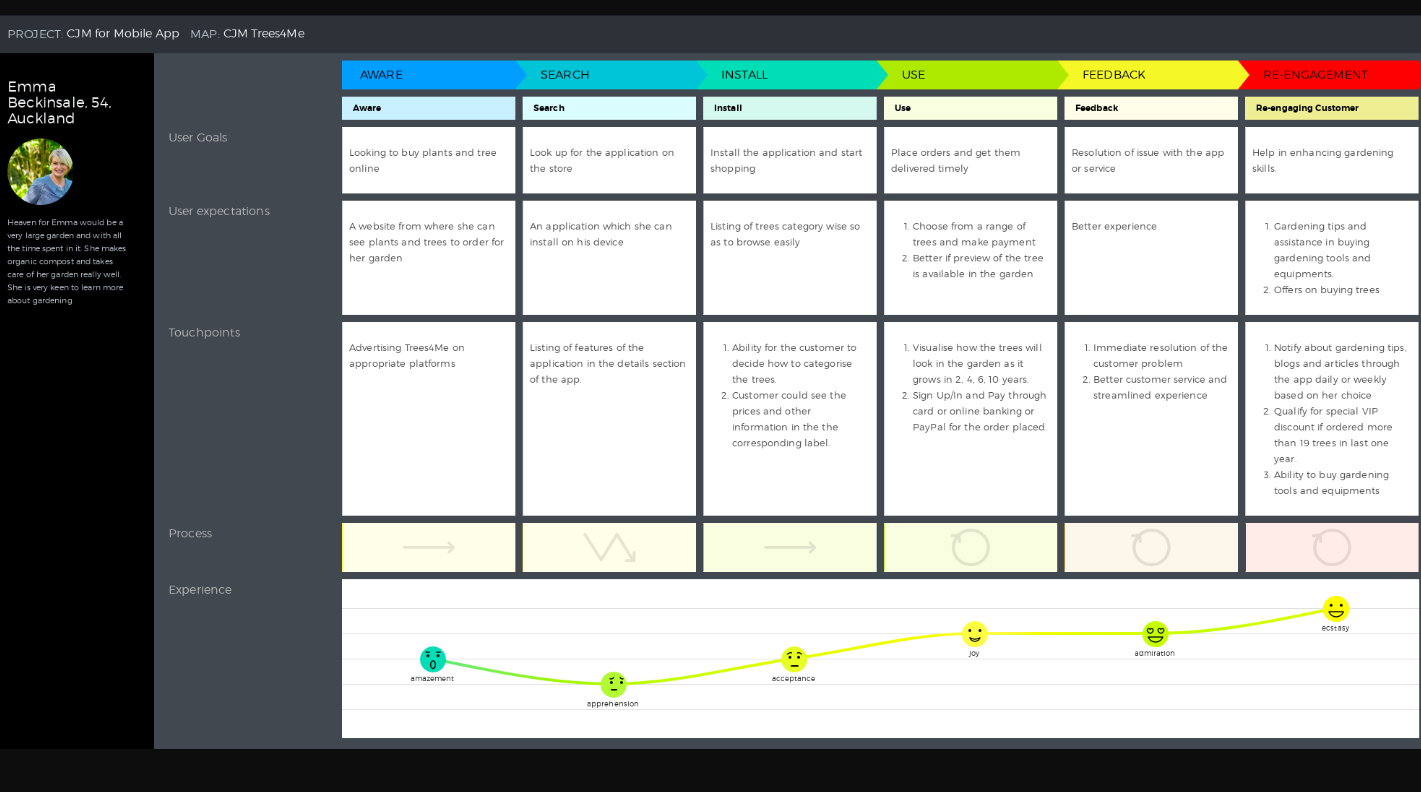 PROJECT: CJM for Mobile App MAP: CJM Trees4Me
Emma
Beckinsale, 54,
Auckland
Heaven for Emma would be a
very large garden and with all
the time spent in it. She makes
organic compost and takes
care of her garden really well.
She is very keen to learn more
about gardening
AWARE
SEARCH
INSTALL
USE
FEEDBACK
RE-ENGAGEMENT
Aware
Search
Install
Use
Feedback
Re-engaging Customer
User Goals
Looking to buy plants and tree
online
Look up for the application on
the store
Install the application and start
shopping
Place orders and get them
delivered timely
Resolution of issue with the app
or service
Help in enhancing gardening
skills.
User expectations
A website from where she can
see plants and trees to order for
her garden
An application which she can
install on his device
Listing of trees category wise so
as to browse easily
1. Choose from a range of
trees and make payment
2. Better if preview of the tree
is available in the garden
Better experience
1. Gardening tips and
assistance in buying
gardening tools and
equipments.
2. Offers on buying trees
Touchpoints
Advertising Trees4Me on
appropriate platforms
Listing of features of the
application in the details section
of the app.
1. Ability for the customer to
decide how to categorise
the trees.
2. Customer could see the
prices and other
information in the the
corresponding label.
1. Visualise how the trees will
look in the garden as it
grows in 2, 4, 6, 10 years.
2. Sign Up/In and Pay through
card or online banking or
PayPal for the order placed.
1. Immediate resolution of the
customer problem
2. Better customer service and
streamlined experience
1. Notify about gardening tips,
blogs and articles through
the app daily or weekly
based on her choice
2. Qualify for special VIP
discount if ordered more
than 19 trees in last one
year.
3. Ability to buy gardening
tools and equipments
Process
Experience
amazement
apprehension
acceptance
joy
admiration
ecstasy